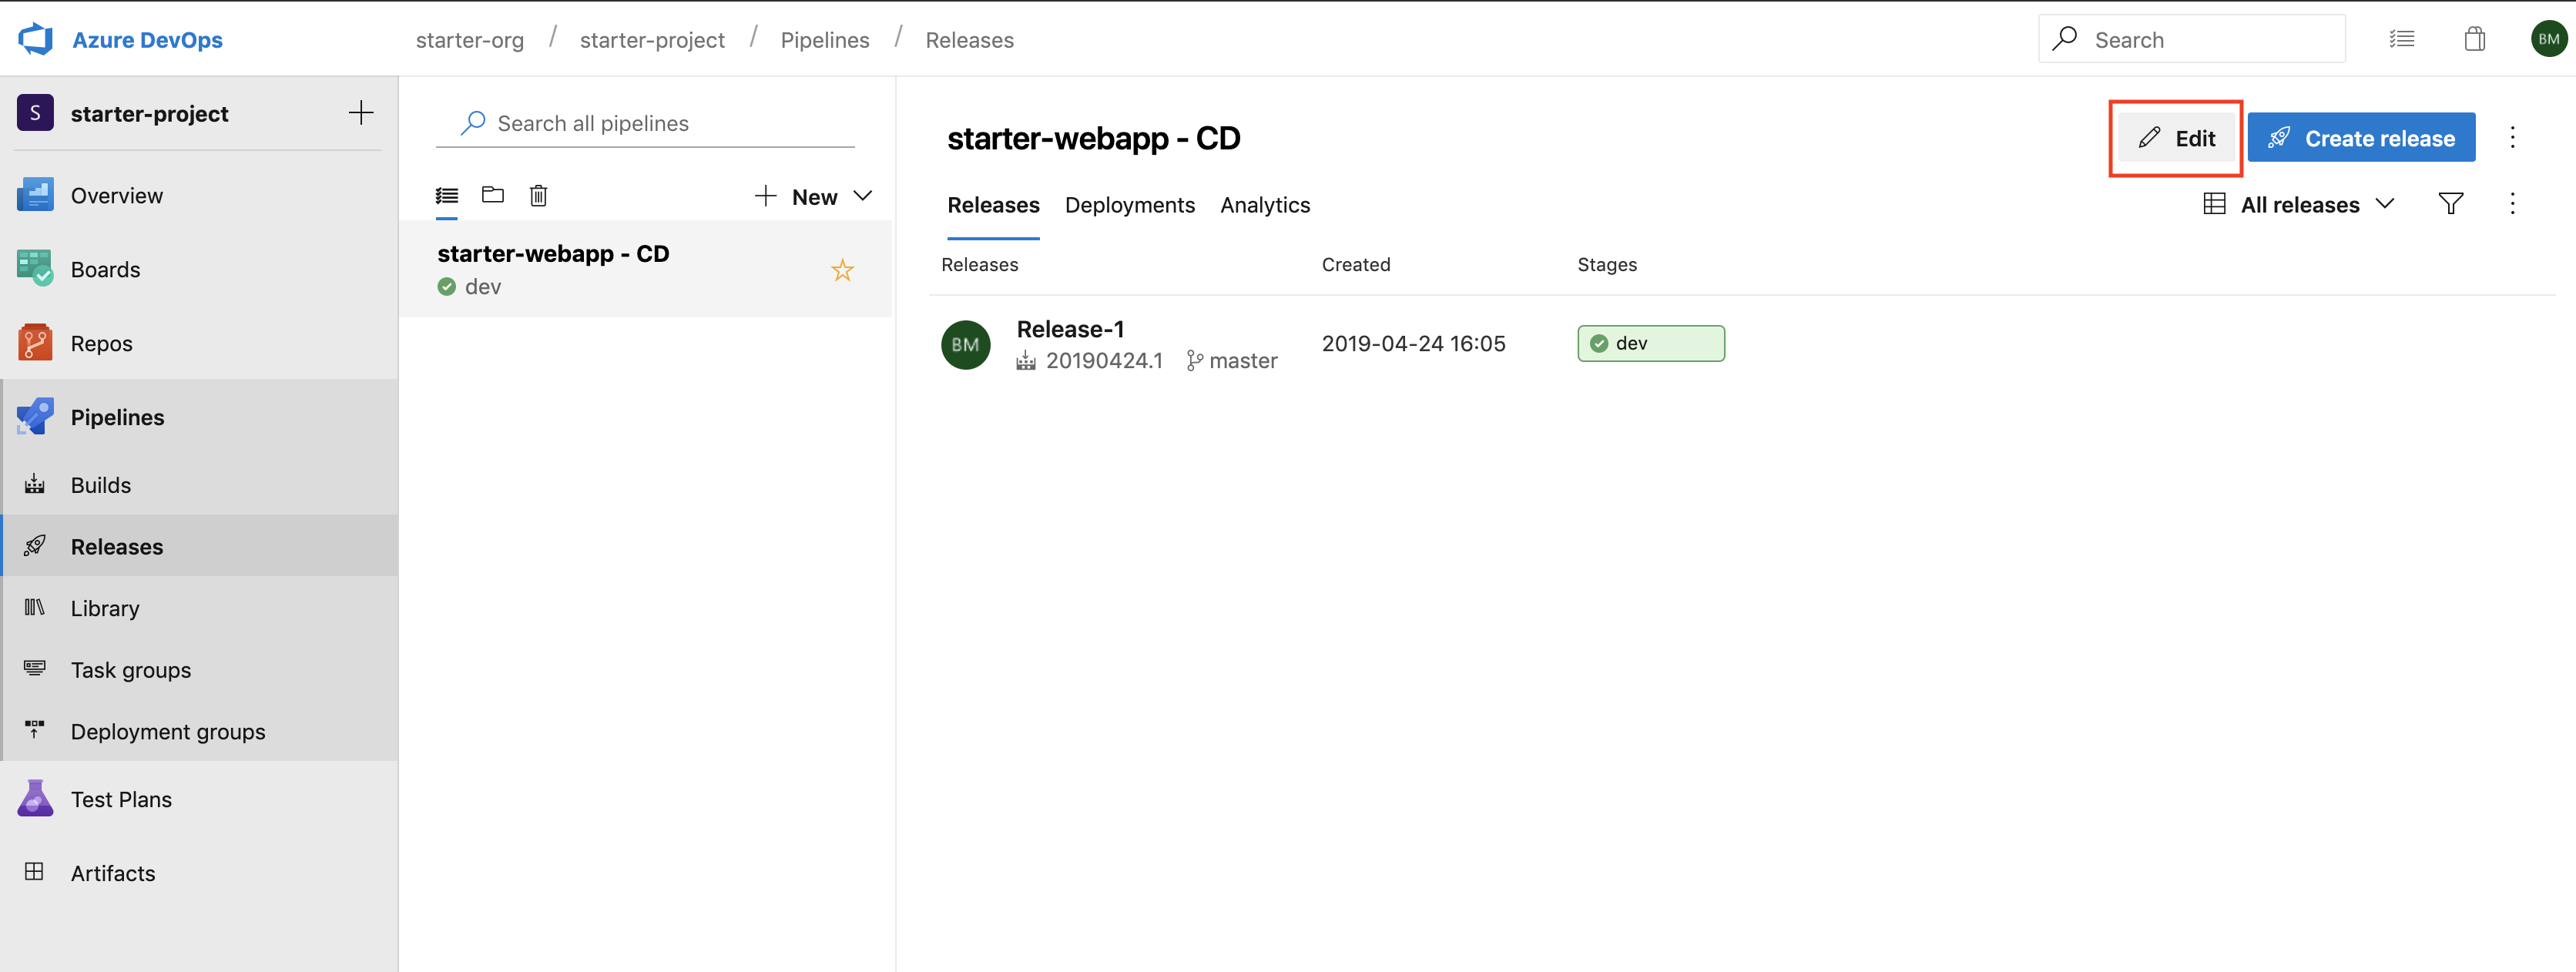 Azure DevOps
starter-org / starter-project / Pipelines / Releases
Search
BM
S starter-project
Overview
Boards
Repos
Pipelines
Builds
Releases
Library
Task groups
Deployment groups
Test Plans
Artifacts
Search all pipelines
New
starter-webapp - CD
dev
starter-webapp - CD
Edit
Create release
Releases Deployments Analytics
All releases
Releases Created Stages
BM
Release-1
20190424.1 master
2019-04-24 16:05
dev